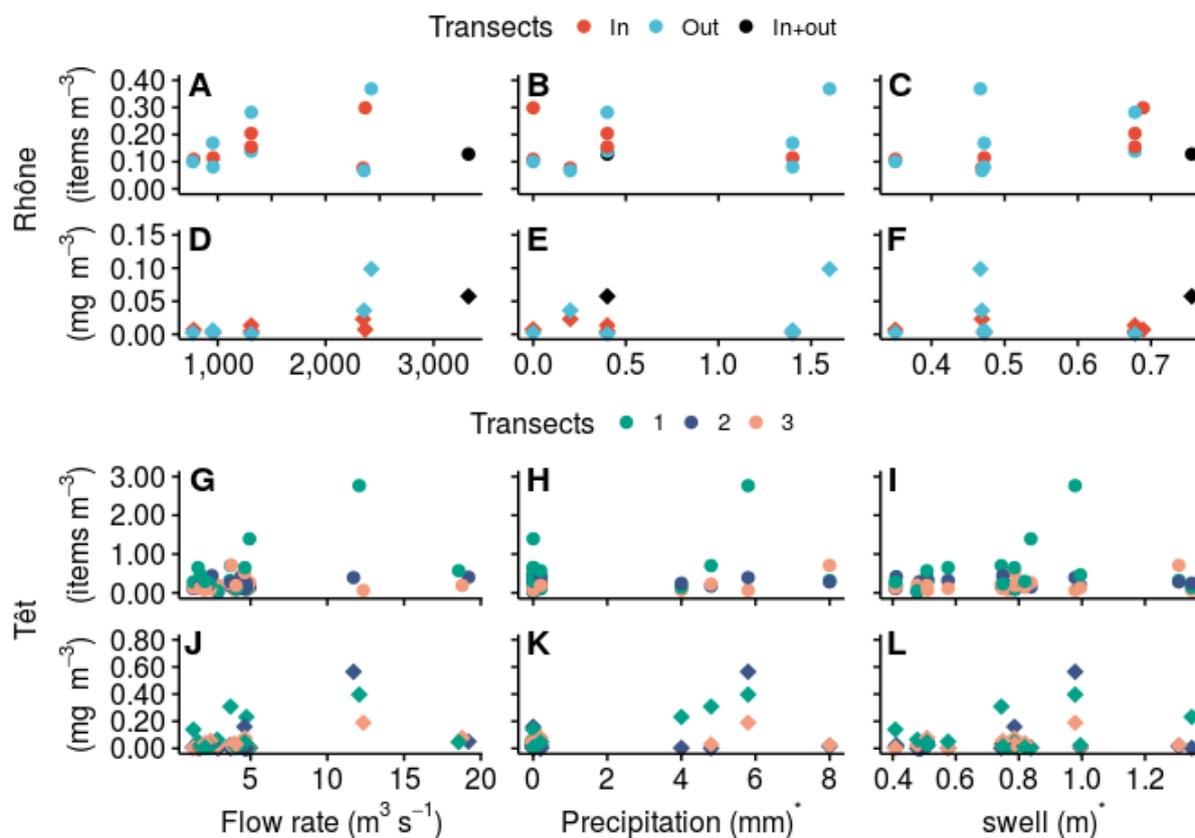 Transects In Out In+out
Rhône
(items m⁻³)
0.40
0.30
0.20
0.10
0.00
A
B
C
(mg m⁻³)
0.15
0.10
0.05
0.00
D
E
F
1,000 2,000 3,000
0.0 0.5 1.0 1.5
0.4 0.5 0.6 0.7
Transects 1 2 3
Têt
(items m⁻³)
3.00
2.00
1.00
0.00
G
H
I
(mg m⁻³)
0.80
0.60
0.40
0.20
0.00
J
K
L
5 10 15 20
0 2 4 6 8
0.4 0.6 0.8 1.0 1.2
Flow rate (m³ s⁻¹)
Precipitation (mm)*
swell (m)*